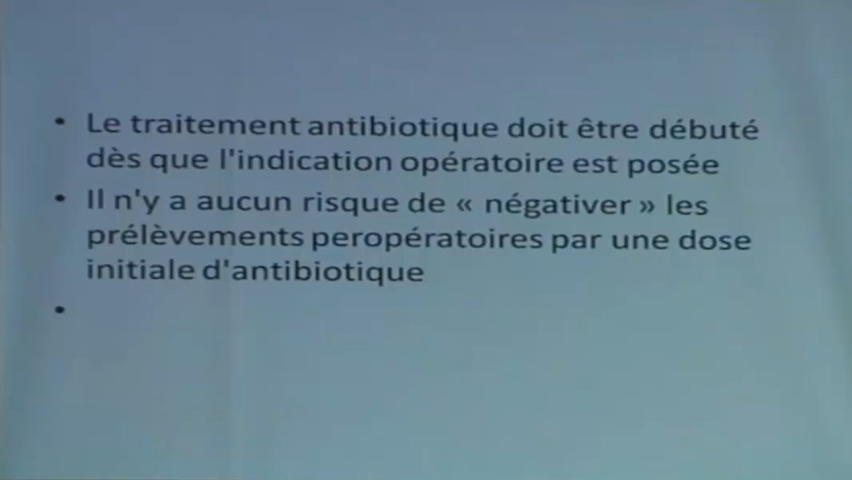 • Le traitement antibiotique doit être débuté
dès que l'indication opératoire est posée
• Il n'y a aucun risque de « négativer » les
prélèvements peropératoires par une dose
initiale d'antibiotique
•